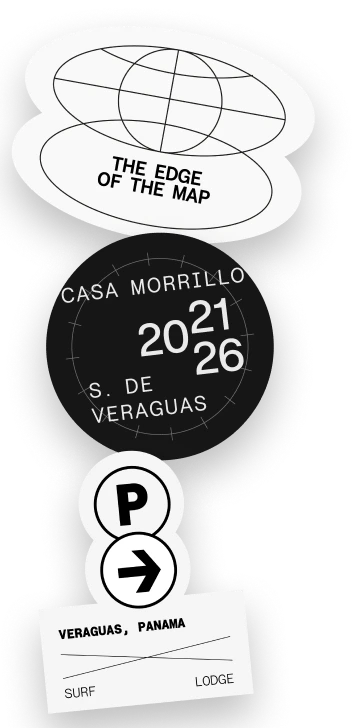 THE EDGE
OF THE MAP
CASA MORRILLO
2021
26
S. DE
VERAGUAS
P
→
VERAGUAS, PANAMA
SURF
LODGE